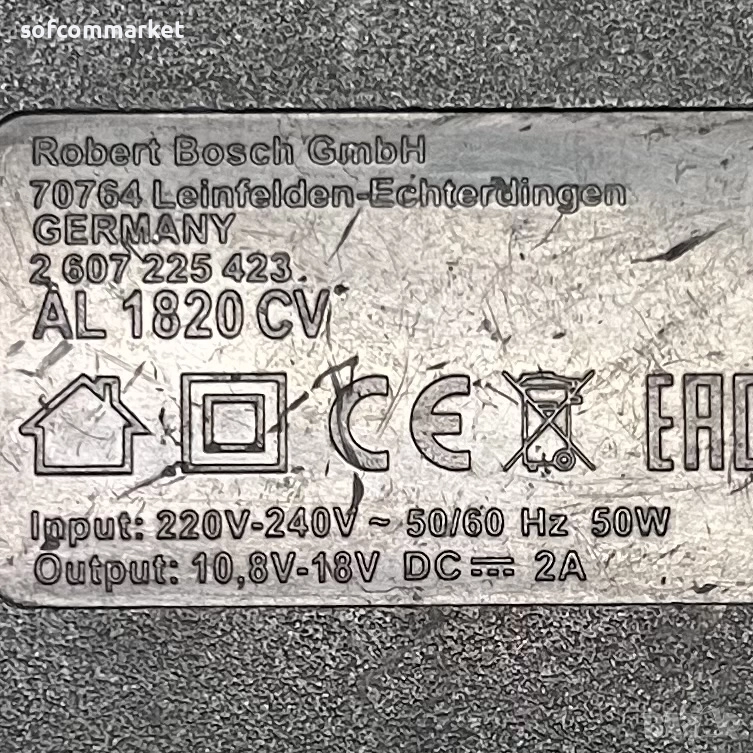 sofcommarket
Robert Bosch GmbH
70764 Leinfelden-Echterdingen
GERMANY
2 607 225 423
AL 1820 CV
CE EAC
Input: 220V-240V ~ 50/60 Hz 50W
Output: 10,8V-18V DC ⎓ 2A